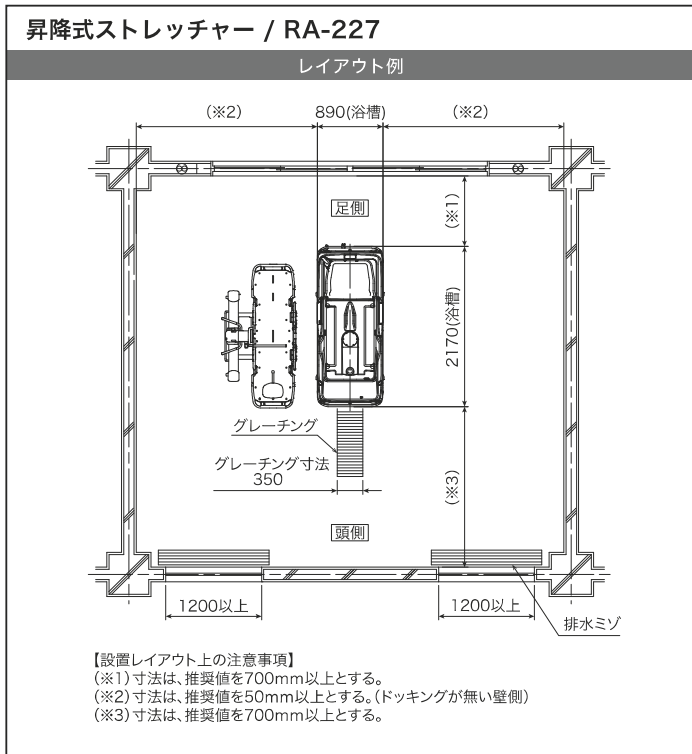 昇降式ストレッチャー / RA-227
レイアウト例
(※2)
890(浴槽)
(※2)
足側
(※1)
2170(浴槽)
グレーチング
グレーチング寸法
350
(※3)
頭側
1200以上
1200以上
排水ミゾ
【設置レイアウト上の注意事項】
(※1)寸法は、推奨値を700mm以上とする。
(※2)寸法は、推奨値を50mm以上とする。(ドッキングが無い壁側)
(※3)寸法は、推奨値を700mm以上とする。